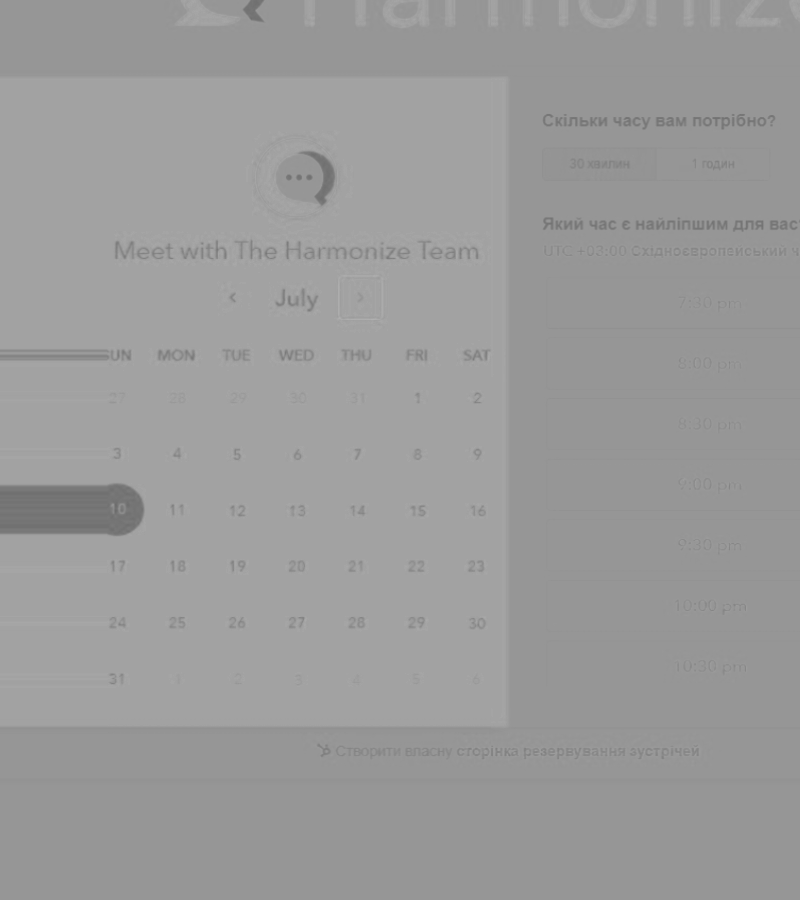 Harmonize
Meet with The Harmonize Team
‹ July ›
UN MON TUE WED THU FRI SAT
27 28 29 30 31 1 2
3 4 5 6 7 8 9
10 11 12 13 14 15 16
17 18 19 20 21 22 23
24 25 26 27 28 29 30
31 1 2 3 4 5 6
Скільки часу вам потрібно?
30 хвилин 1 годин
Який час є найліпшим для вас
UTC +03:00 Східноєвропейський ч
7:30 pm
8:00 pm
8:30 pm
9:00 pm
9:30 pm
10:00 pm
10:30 pm
Створити власну сторінка резервування зустрічей